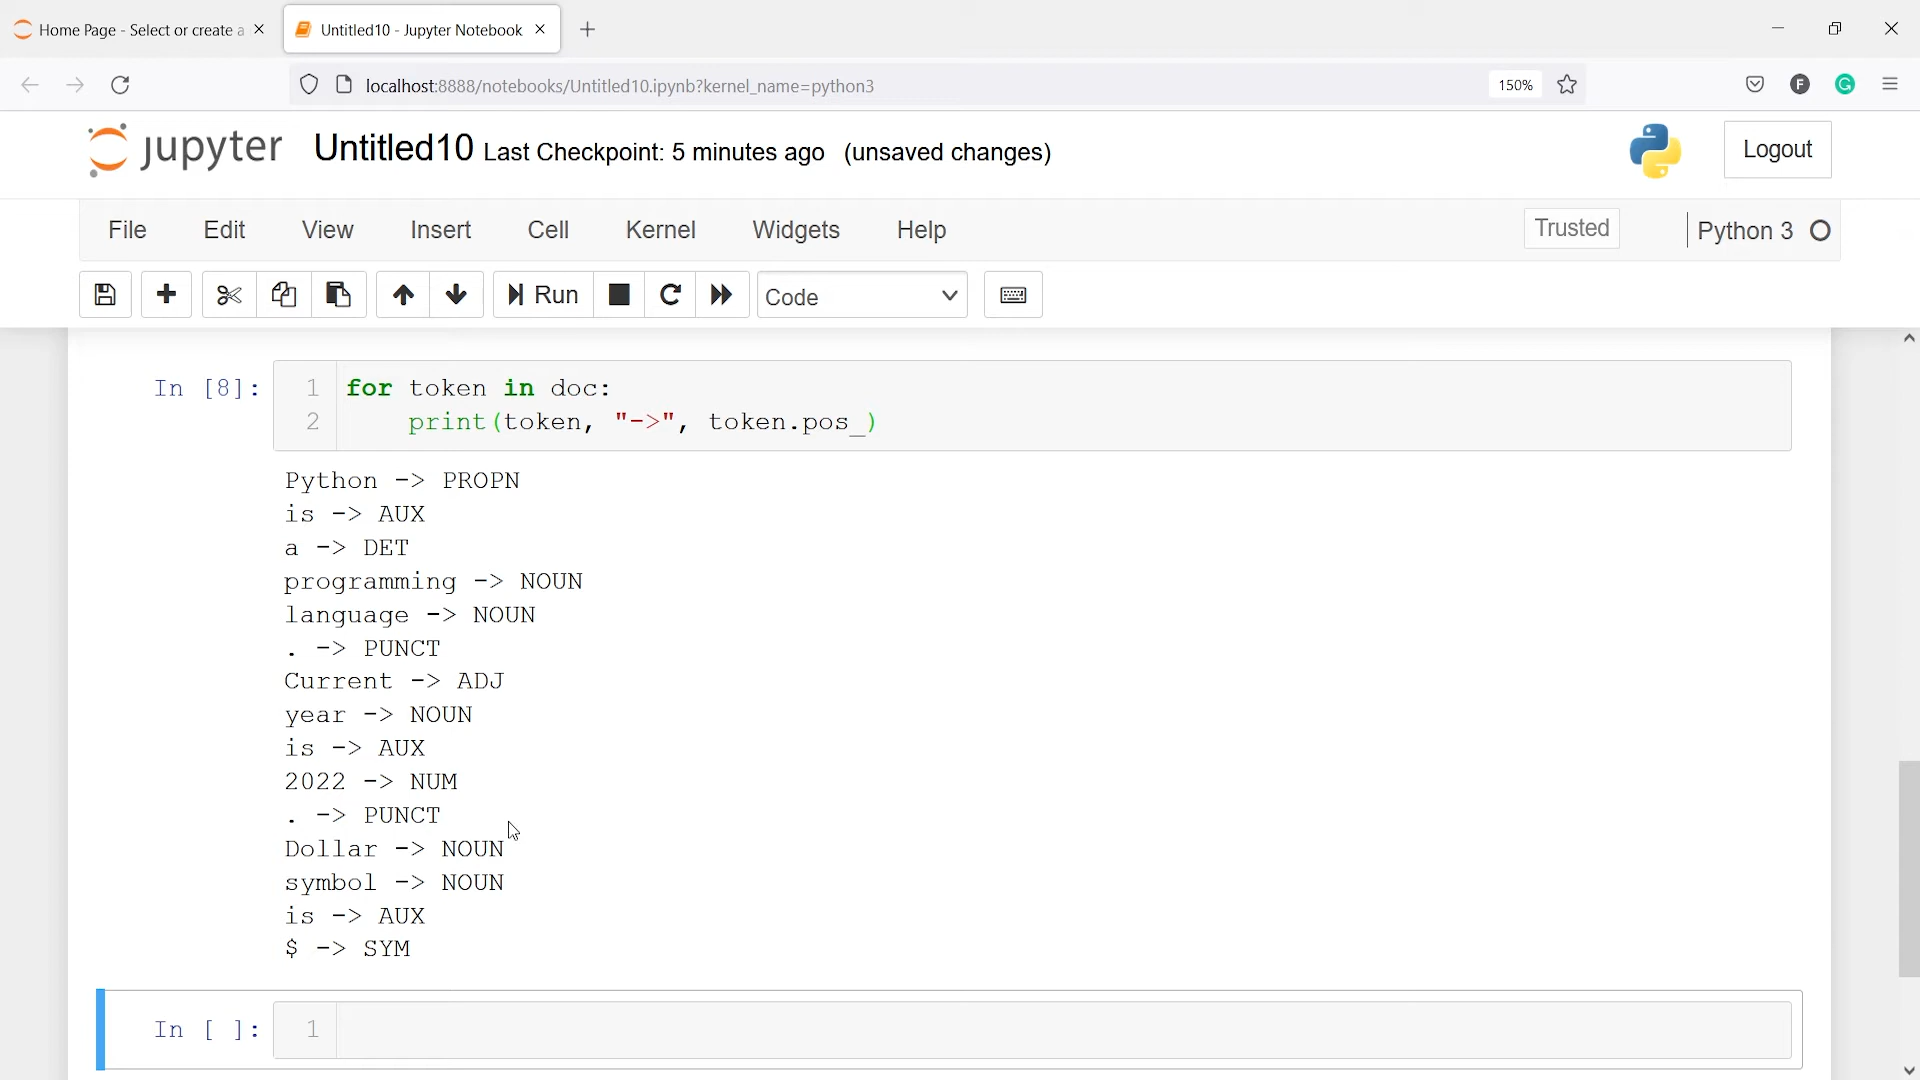 Home Page - Select or create a
Untitled10 - Jupyter Notebook
localhost:8888/notebooks/Untitled10.ipynb?kernel_name=python3
150%
F
G
jupyter Untitled10 Last Checkpoint: 5 minutes ago (unsaved changes)
Logout
File Edit View Insert Cell Kernel Widgets Help
Trusted
Python 3
Run
Code
In [8]:
1 for token in doc:
2 print(token, "->", token.pos_)
Python -> PROPN
is -> AUX
a -> DET
programming -> NOUN
language -> NOUN
. -> PUNCT
Current -> ADJ
year -> NOUN
is -> AUX
2022 -> NUM
. -> PUNCT
Dollar -> NOUN
symbol -> NOUN
is -> AUX
$ -> SYM
In [ ]: 1